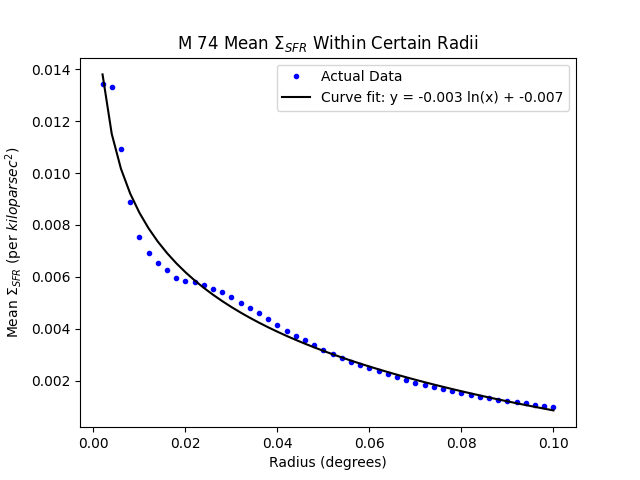 M 74 Mean Σ_SFR Within Certain Radii
Actual Data
Curve fit: y = -0.003 ln(x) + -0.007
Mean Σ_SFR (per kiloparsec²)
0.014
0.012
0.010
0.008
0.006
0.004
0.002
0.00 0.02 0.04 0.06 0.08 0.10
Radius (degrees)